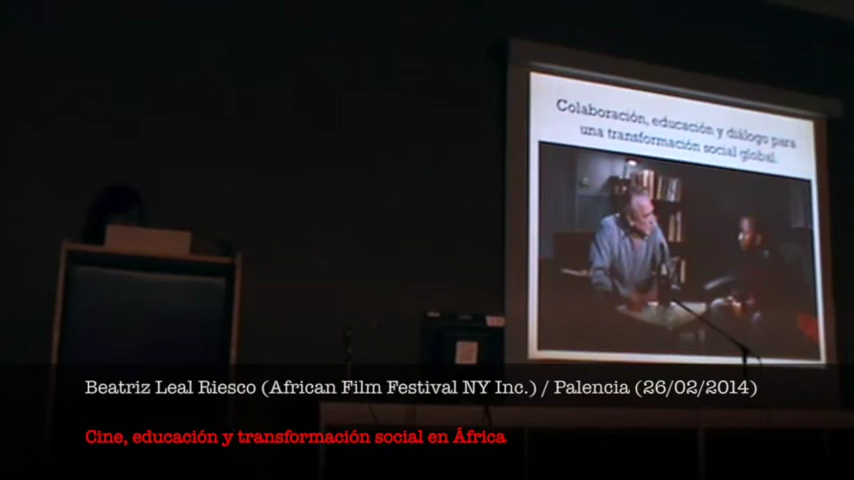 Colaboración, educación y diálogo para
una transformación social global.
Beatriz Leal Riesco (African Film Festival NY Inc.) / Palencia (26/02/2014)
Cine, educación y transformación social en África